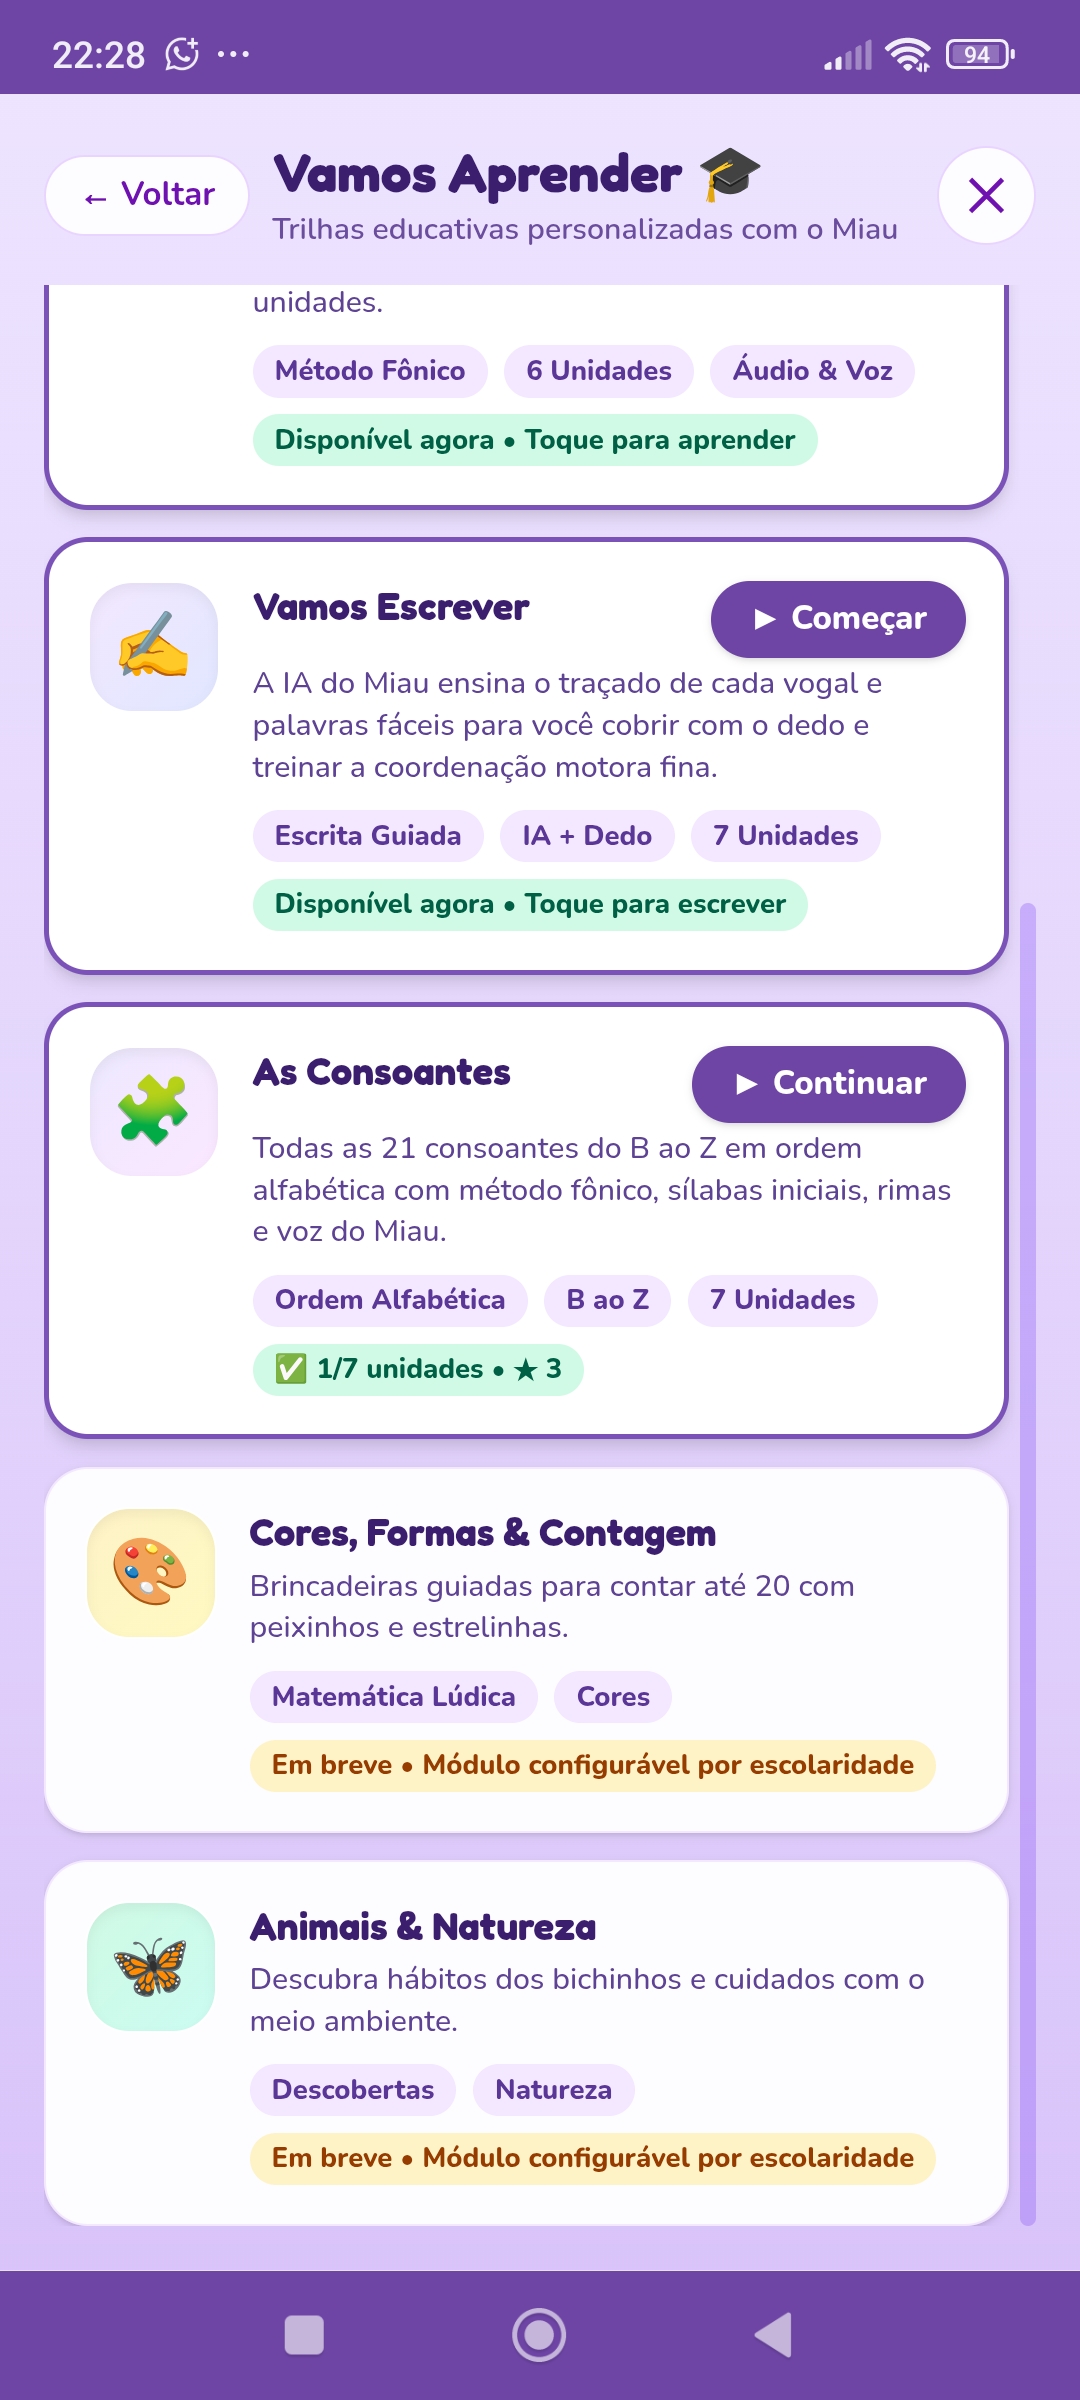 22:28
94
← Voltar
Vamos Aprender 🎓
Trilhas educativas personalizadas com o Miau
unidades.
Método Fônico
6 Unidades
Áudio & Voz
Disponível agora • Toque para aprender
Vamos Escrever
▶ Começar
A IA do Miau ensina o traçado de cada vogal e
palavras fáceis para você cobrir com o dedo e
treinar a coordenação motora fina.
Escrita Guiada
IA + Dedo
7 Unidades
Disponível agora • Toque para escrever
As Consoantes
▶ Continuar
Todas as 21 consoantes do B ao Z em ordem
alfabética com método fônico, sílabas iniciais, rimas
e voz do Miau.
Ordem Alfabética
B ao Z
7 Unidades
✅ 1/7 unidades • ★ 3
Cores, Formas & Contagem
Brincadeiras guiadas para contar até 20 com
peixinhos e estrelinhas.
Matemática Lúdica
Cores
Em breve • Módulo configurável por escolaridade
Animais & Natureza
Descubra hábitos dos bichinhos e cuidados com o
meio ambiente.
Descobertas
Natureza
Em breve • Módulo configurável por escolaridade